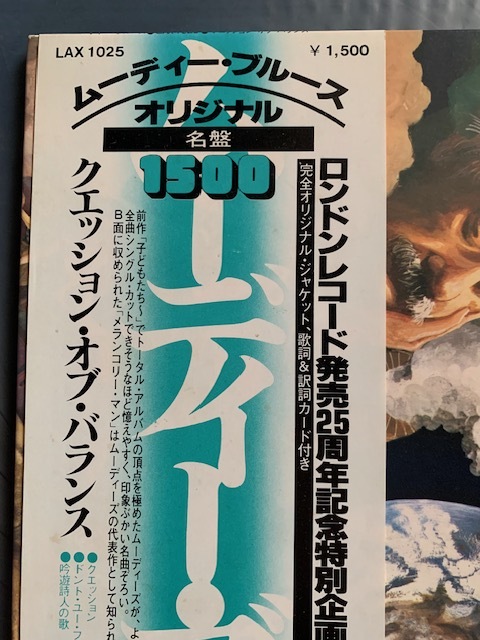 LAX 1025
¥1,500
ムーディー・ブルース
オリジナル
名盤
1500
ムーディー・ブ
ロンドンレコード発売25周年記念特別企画
完全オリジナル・ジャケット、歌詞&訳詞カード付き
クエッション・オブ・バランス
前作「子どもたち〜」でトータル・アルバムの頂点を極めたムーディーズが、よ
全曲シングル・カットできそうなほど憶えやすく、印象ぶかい名曲ぞろい。
B面に収められた「メランコリー・マン」はムーディーズの代表作として知られ
●クエッション
●ドント・ユー・フ
●吟遊詩人の歌